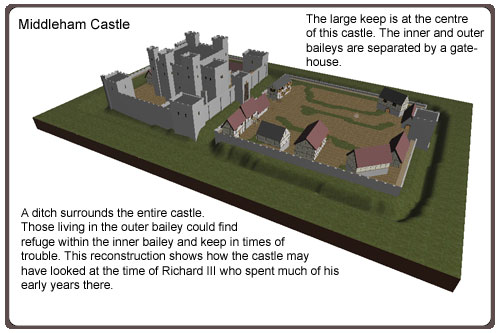 Middleham Castle
The large keep is at the centre
of this castle. The inner and outer
baileys are separated by a gate-
house.
A ditch surrounds the entire castle.
Those living in the outer bailey could find
refuge within the inner bailey and keep in times of
trouble. This reconstruction shows how the castle may
have looked at the time of Richard III who spent much of his
early years there.